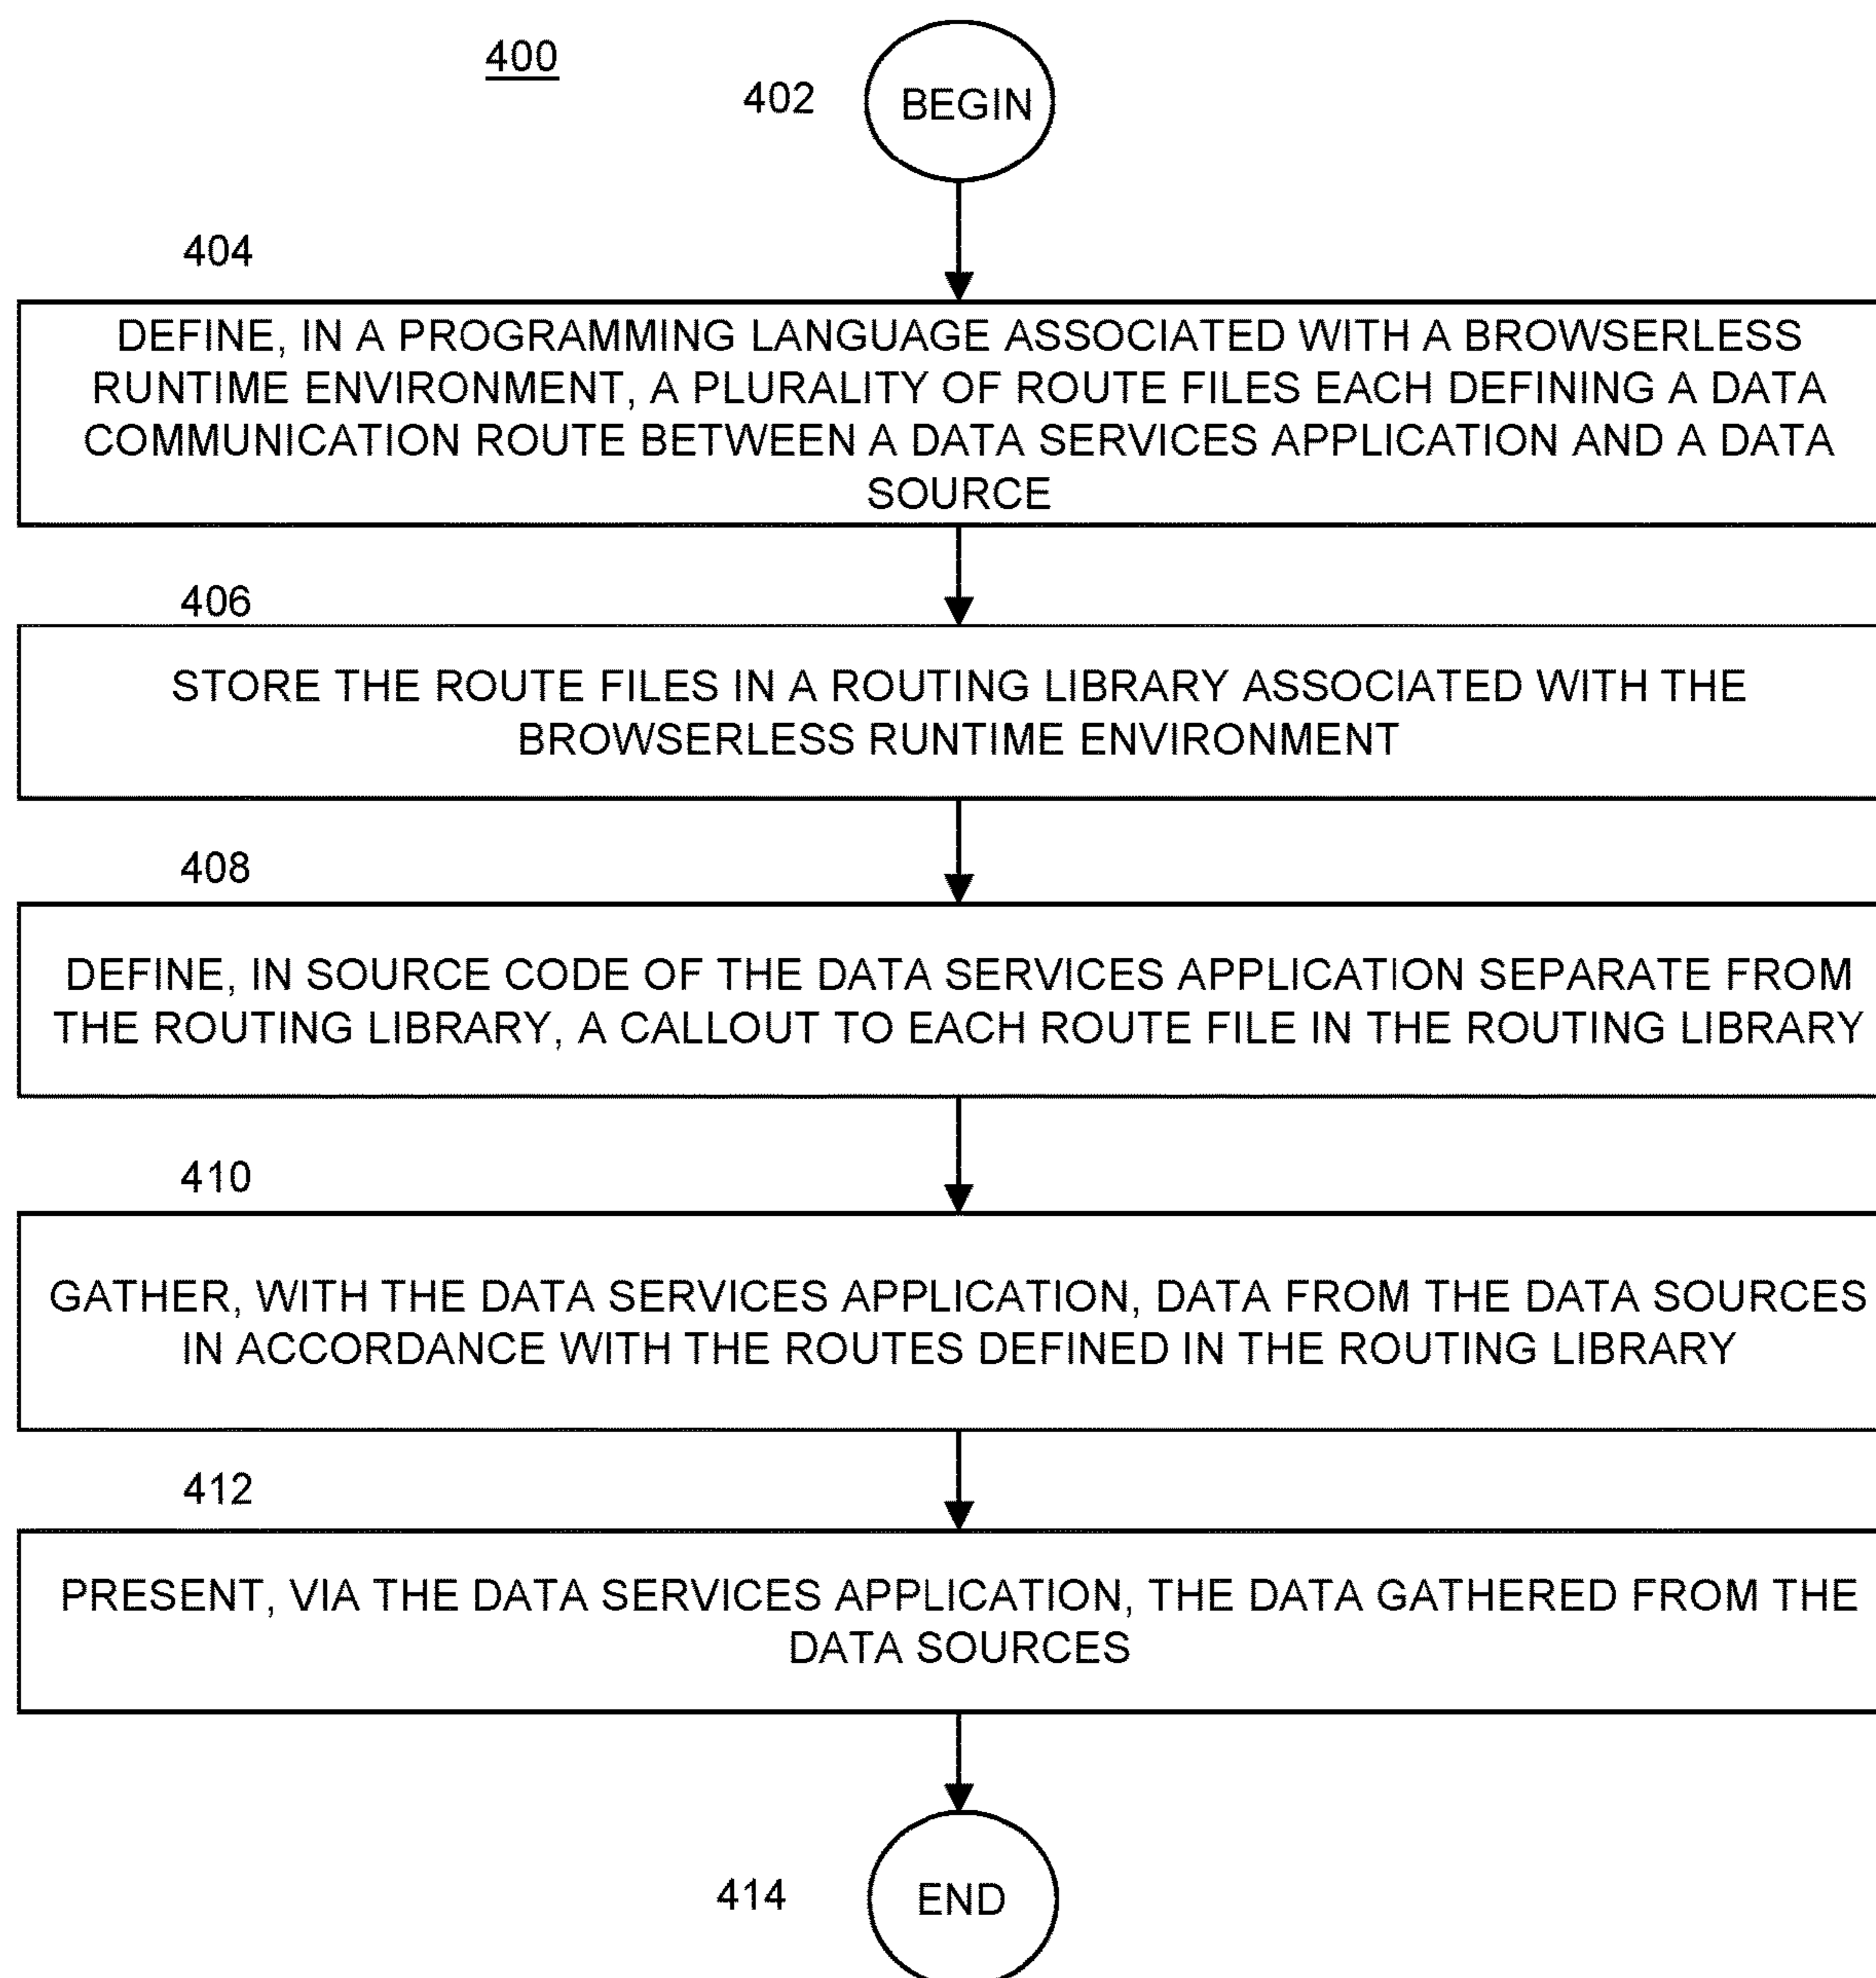 400
402
BEGIN
404
DEFINE, IN A PROGRAMMING LANGUAGE ASSOCIATED WITH A BROWSERLESS
RUNTIME ENVIRONMENT, A PLURALITY OF ROUTE FILES EACH DEFINING A DATA
COMMUNICATION ROUTE BETWEEN A DATA SERVICES APPLICATION AND A DATA
SOURCE
406
STORE THE ROUTE FILES IN A ROUTING LIBRARY ASSOCIATED WITH THE
BROWSERLESS RUNTIME ENVIRONMENT
408
DEFINE, IN SOURCE CODE OF THE DATA SERVICES APPLICATION SEPARATE FROM
THE ROUTING LIBRARY, A CALLOUT TO EACH ROUTE FILE IN THE ROUTING LIBRARY
410
GATHER, WITH THE DATA SERVICES APPLICATION, DATA FROM THE DATA SOURCES
IN ACCORDANCE WITH THE ROUTES DEFINED IN THE ROUTING LIBRARY
412
PRESENT, VIA THE DATA SERVICES APPLICATION, THE DATA GATHERED FROM THE
DATA SOURCES
414
END